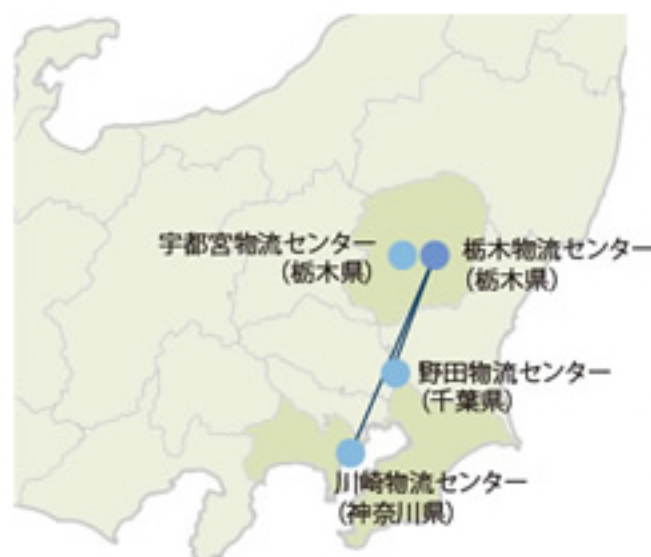 宇都宮物流センター
(栃木県)
栃木物流センター
(栃木県)
野田物流センター
(千葉県)
川崎物流センター
(神奈川県)